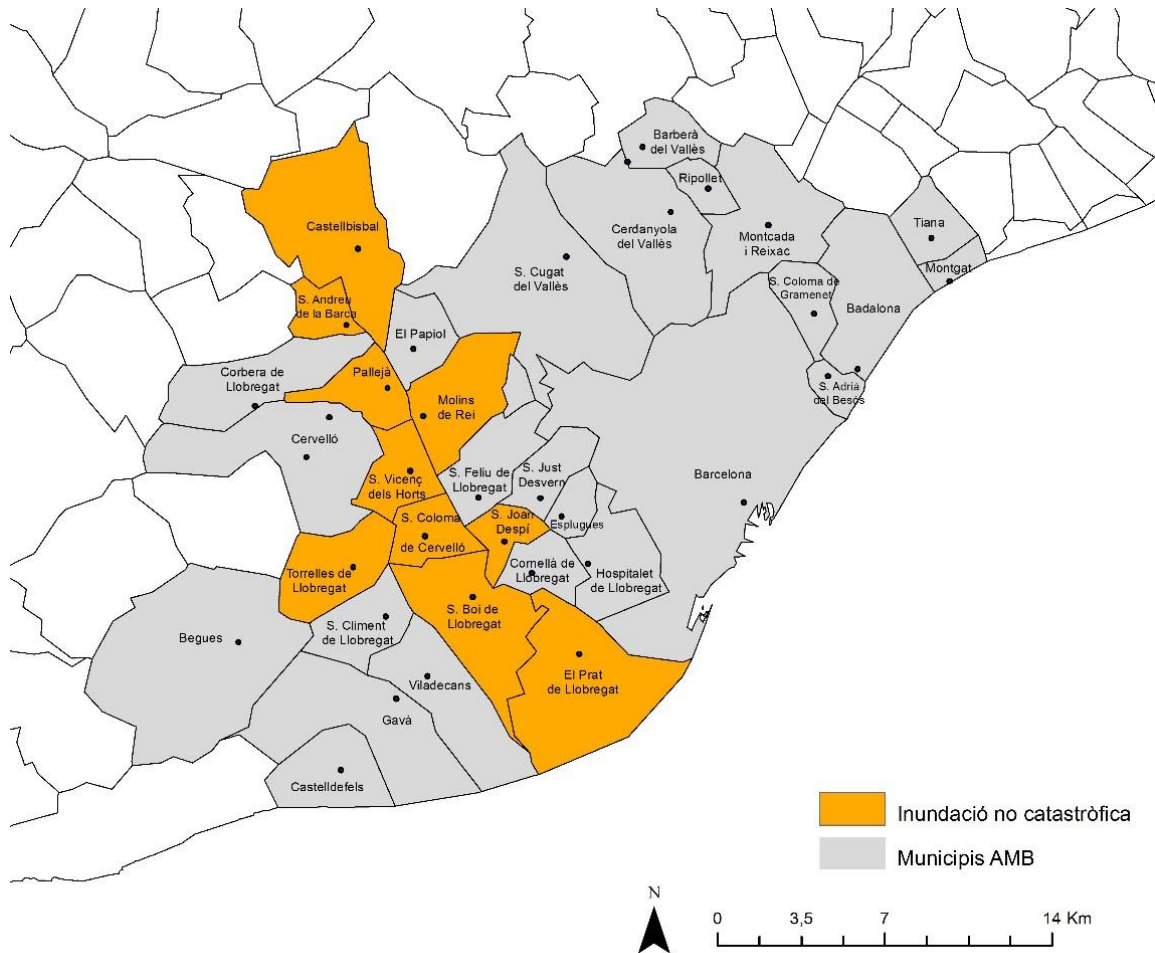 Barberà
del Vallès
Ripollet
Cerdanyola
del Vallès
Montcada
i Reixac
Tiana
Montgat
Castellbisbal
S. Cugat
del Vallès
S. Coloma de
Gramenet
Badalona
S. Andreu
de la Barca
El Papiol
Corbera de
Llobregat
Pallejà
Molins
de Rei
S. Adrià
del Besòs
Cervelló
S. Vicenç
dels Horts
S. Feliu de
Llobregat
S. Just
Desvern
Barcelona
S. Coloma
de Cervelló
S. Joan
Despí
Esplugues
Torrelles de
Llobregat
Cornellà de
Llobregat
Hospitalet
de Llobregat
S. Boi de
Llobregat
Begues
S. Climent
de Llobregat
El Prat
de Llobregat
Viladecans
Gavà
Castelldefels
Inundació no catastròfica
Municipis AMB
N
0 3,5 7 14 Km